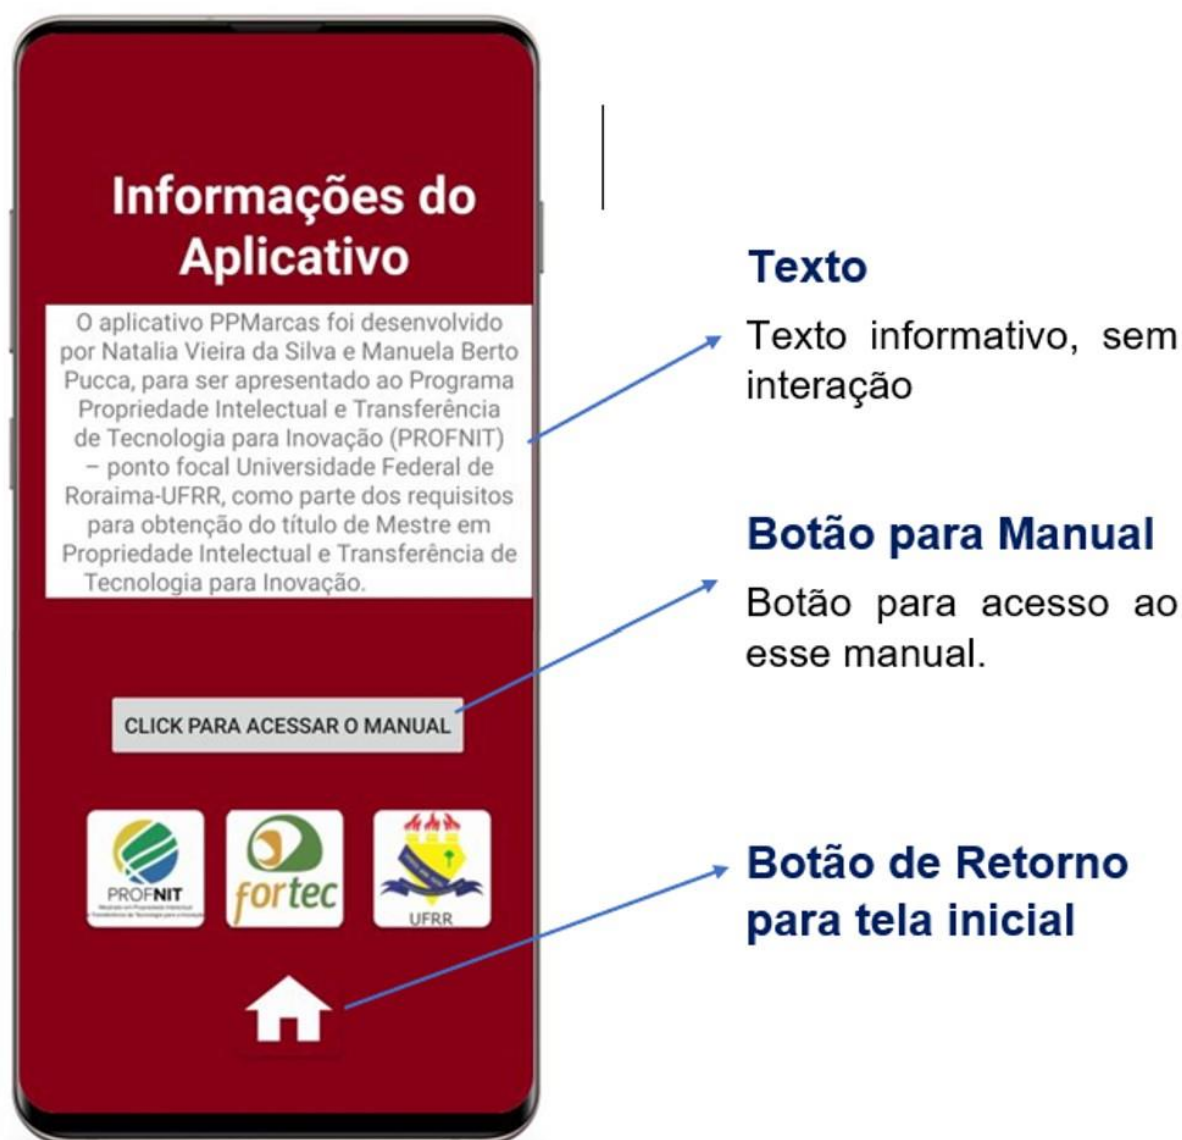 Informações do
Aplicativo
O aplicativo PPMarcas foi desenvolvido
por Natalia Vieira da Silva e Manuela Berto
Pucca, para ser apresentado ao Programa
Propriedade Intelectual e Transferência
de Tecnologia para Inovação (PROFNIT)
– ponto focal Universidade Federal de
Roraima-UFRR, como parte dos requisitos
para obtenção do título de Mestre em
Propriedade Intelectual e Transferência de
Tecnologia para Inovação.
CLICK PARA ACESSAR O MANUAL
PROFNIT
fortec
UFRR
Texto
Texto informativo, sem
interação
Botão para Manual
Botão para acesso ao
esse manual.
Botão de Retorno
para tela inicial